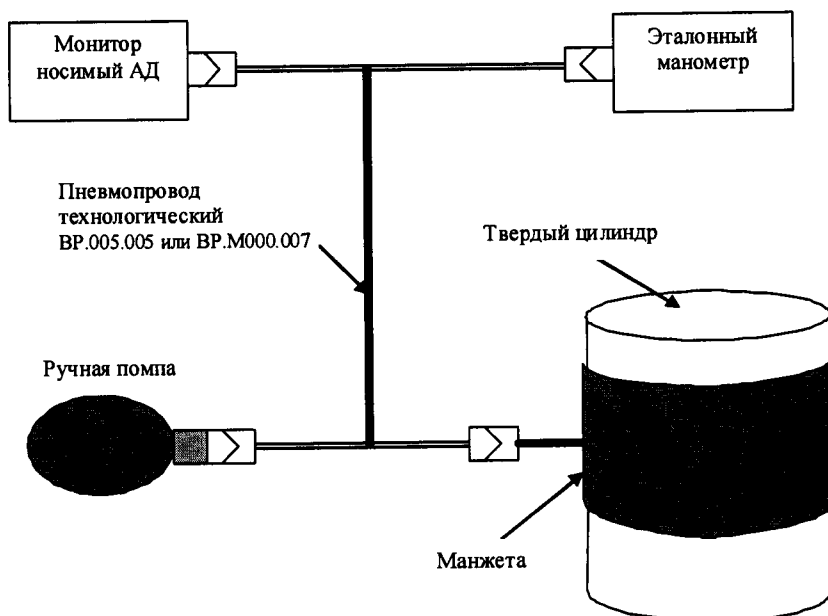 Монитор
носимый АД
Эталонный
манометр
Пневмопровод
технологический
ВР.005.005 или ВР.М000.007
Твердый цилиндр
Ручная помпа
Манжета